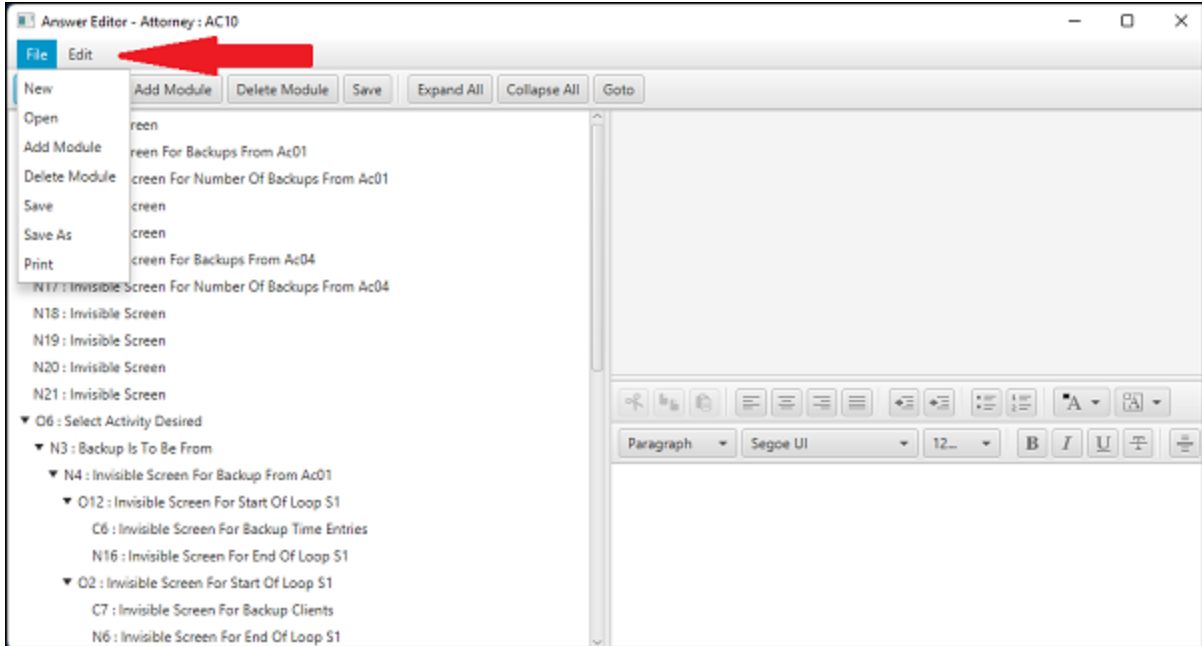 Answer Editor - Attorney : AC10
File Edit
New
Open
Add Module
Delete Module
Save
Save As
Print
Add Module Delete Module Save Expand All Collapse All Goto
reen
reen For Backups From Ac01
creen For Number Of Backups From Ac01
creen
creen
creen For Backups From Ac04
N17 : Invisible Screen For Number Of Backups From Ac04
N18 : Invisible Screen
N19 : Invisible Screen
N20 : Invisible Screen
N21 : Invisible Screen
O6 : Select Activity Desired
N3 : Backup Is To Be From
N4 : Invisible Screen For Backup From Ac01
O12 : Invisible Screen For Start Of Loop S1
C6 : Invisible Screen For Backup Time Entries
N16 : Invisible Screen For End Of Loop S1
O2 : Invisible Screen For Start Of Loop S1
C7 : Invisible Screen For Backup Clients
N6 : Invisible Screen For End Of Loop S1
Paragraph Segoe UI 12... B I U